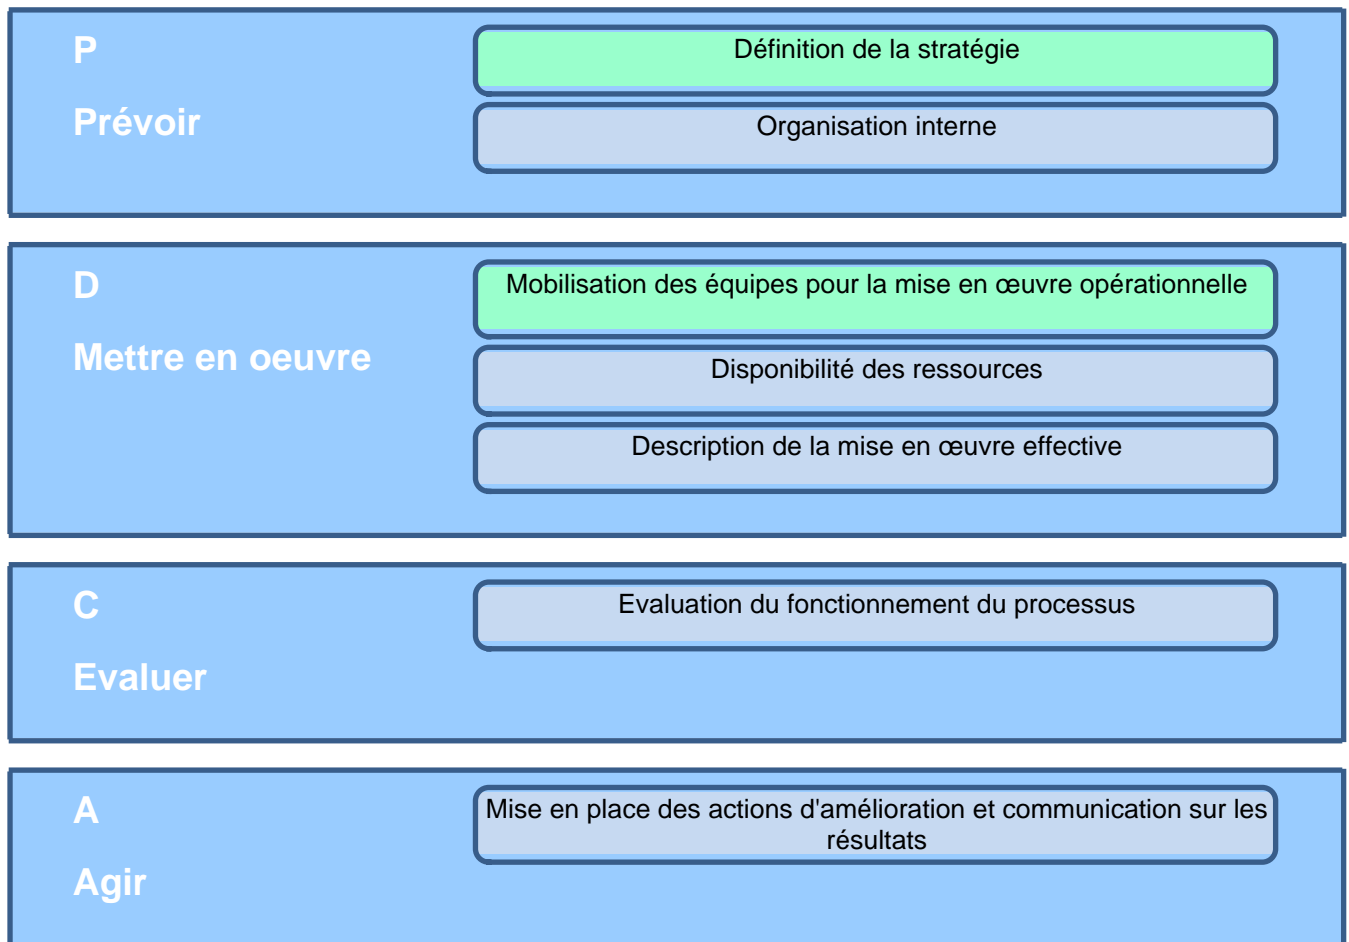 P
Prévoir
Définition de la stratégie
Organisation interne
D
Mettre en oeuvre
Mobilisation des équipes pour la mise en œuvre opérationnelle
Disponibilité des ressources
Description de la mise en œuvre effective
C
Evaluer
Evaluation du fonctionnement du processus
A
Agir
Mise en place des actions d'amélioration et communication sur les
résultats